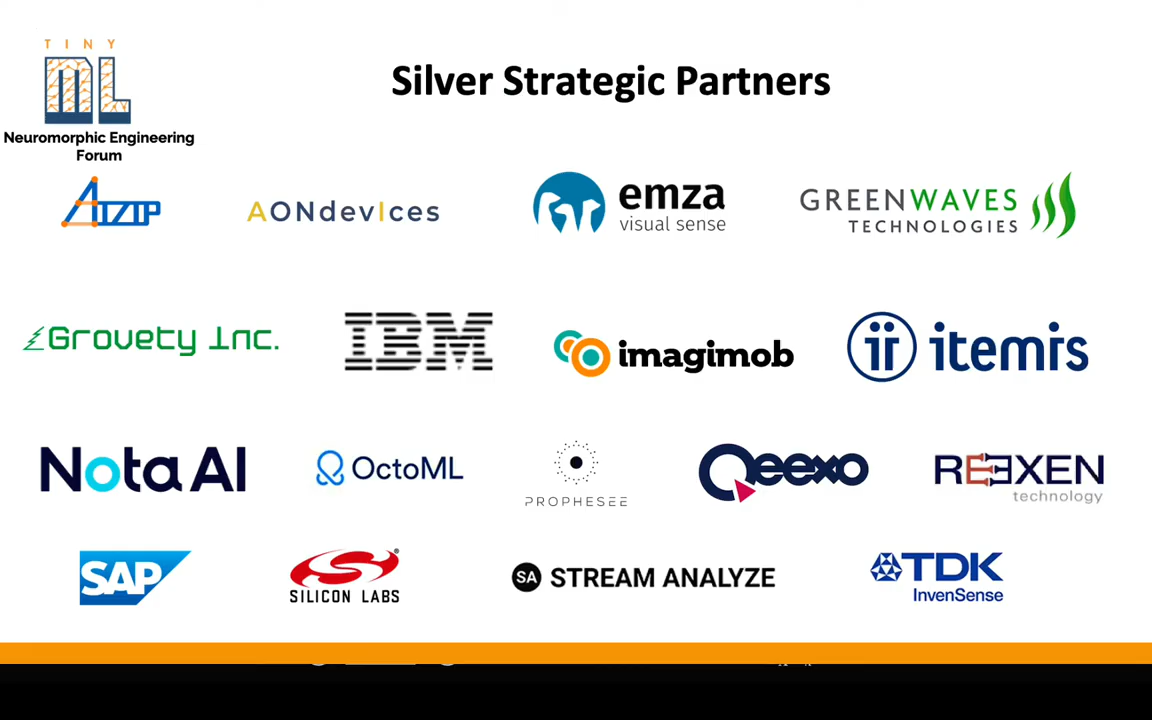 TINY
ML
Neuromorphic Engineering
Forum
Silver Strategic Partners
AIZIP
AONdevIces
emza
visual sense
GREENWAVES
TECHNOLOGIES
Grovety Inc.
IBM
imagimob
itemis
Nota AI
OctoML
PROPHESEE
Qeexo
REEXEN
technology
SAP
SILICON LABS
SA STREAM ANALYZE
TDK
InvenSense